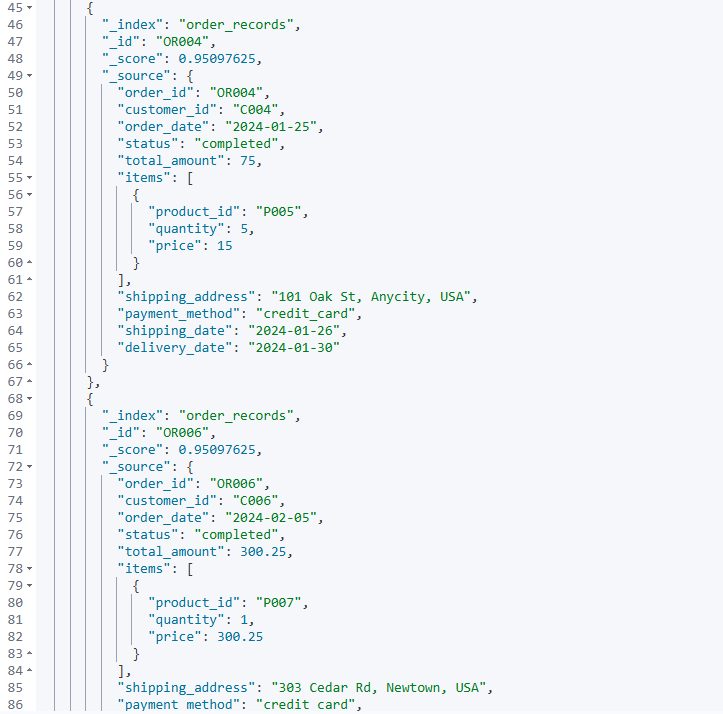 45 {
46 "_index": "order_records",
47 "_id": "OR004",
48 "_score": 0.95097625,
49 "_source": {
50 "order_id": "OR004",
51 "customer_id": "C004",
52 "order_date": "2024-01-25",
53 "status": "completed",
54 "total_amount": 75,
55 "items": [
56 {
57 "product_id": "P005",
58 "quantity": 5,
59 "price": 15
60 }
61 ],
62 "shipping_address": "101 Oak St, Anycity, USA",
63 "payment_method": "credit_card",
64 "shipping_date": "2024-01-26",
65 "delivery_date": "2024-01-30"
66 }
67 },
68 {
69 "_index": "order_records",
70 "_id": "OR006",
71 "_score": 0.95097625,
72 "_source": {
73 "order_id": "OR006",
74 "customer_id": "C006",
75 "order_date": "2024-02-05",
76 "status": "completed",
77 "total_amount": 300.25,
78 "items": [
79 {
80 "product_id": "P007",
81 "quantity": 1,
82 "price": 300.25
83 }
84 ],
85 "shipping_address": "303 Cedar Rd, Newtown, USA",
86 "payment_method": "credit_card",